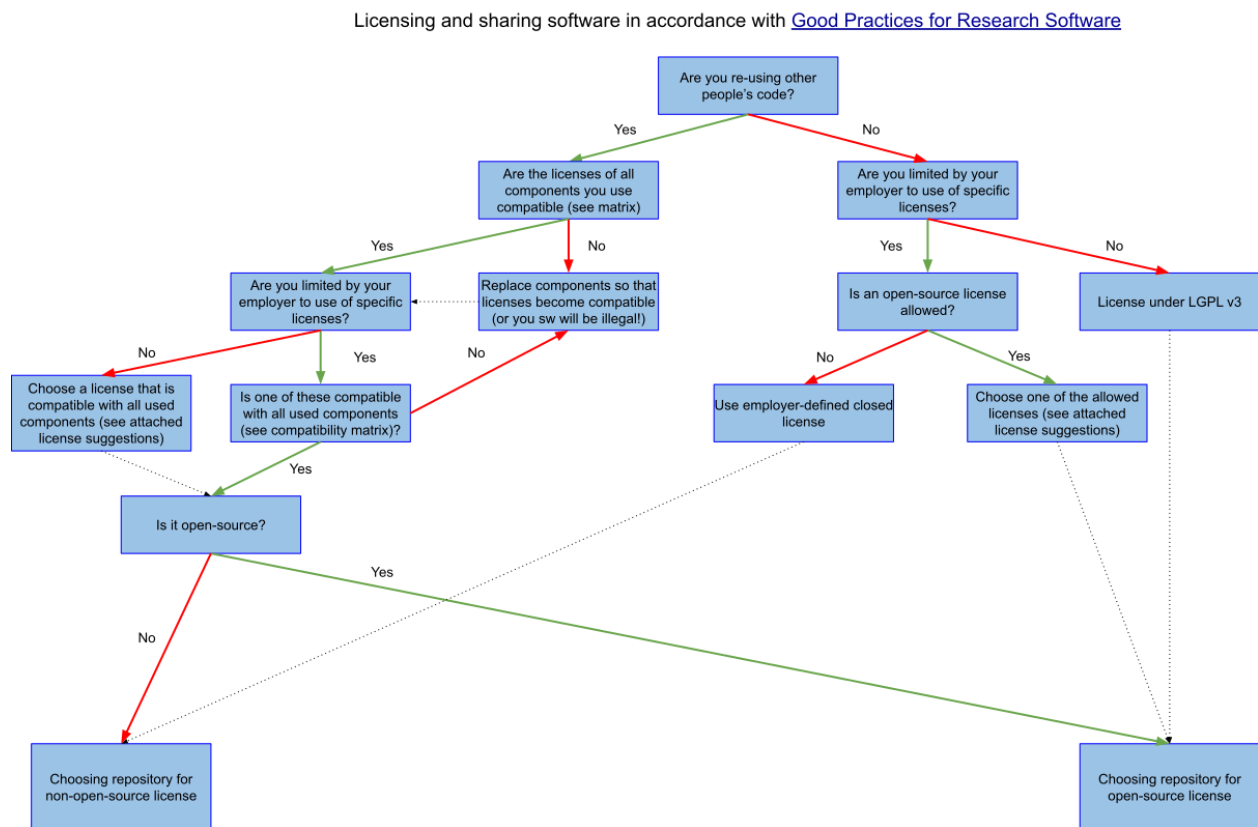 Licensing and sharing software in accordance with Good Practices for Research Software
Are you re-using other
people's code?
Yes
No
Are the licenses of all
components you use
compatible (see matrix)
Are you limited by your
employer to use of specific
licenses?
Yes
No
Yes
No
Are you limited by your
employer to use of specific
licenses?
Replace components so that
licenses become compatible
(or you sw will be illegal!)
Is an open-source license
allowed?
License under LGPL v3
No
Yes
No
No
Yes
Choose a license that is
compatible with all used
components (see attached
license suggestions)
Is one of these compatible
with all used components
(see compatibility matrix)?
Use employer-defined closed
license
Choose one of the allowed
licenses (see attached
license suggestions)
Yes
Is it open-source?
Yes
No
Choosing repository for
non-open-source license
Choosing repository for
open-source license